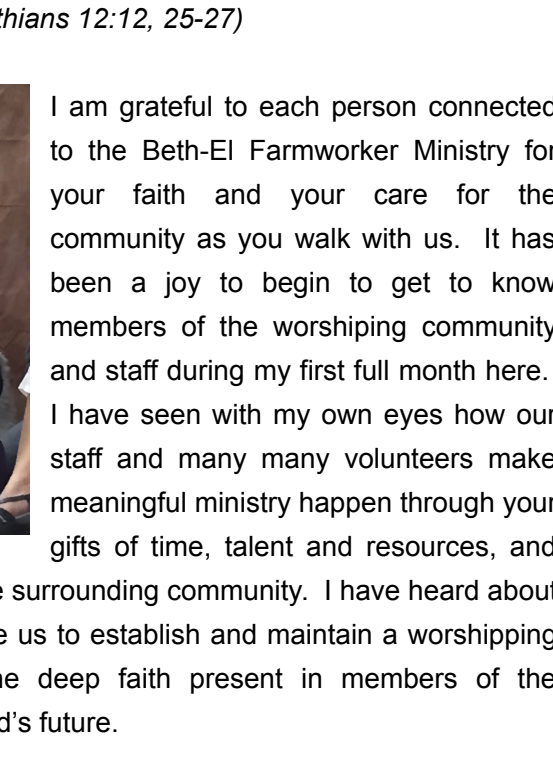 thians 12:12, 25-27)
I am grateful to each person connected
to the Beth-El Farmworker Ministry for
your faith and your care for the
community as you walk with us. It has
been a joy to begin to get to know
members of the worshiping community
and staff during my first full month here.
I have seen with my own eyes how our
staff and many many volunteers make
meaningful ministry happen through your
gifts of time, talent and resources, and
e surrounding community. I have heard about
e us to establish and maintain a worshipping
he deep faith present in members of the
d's future.